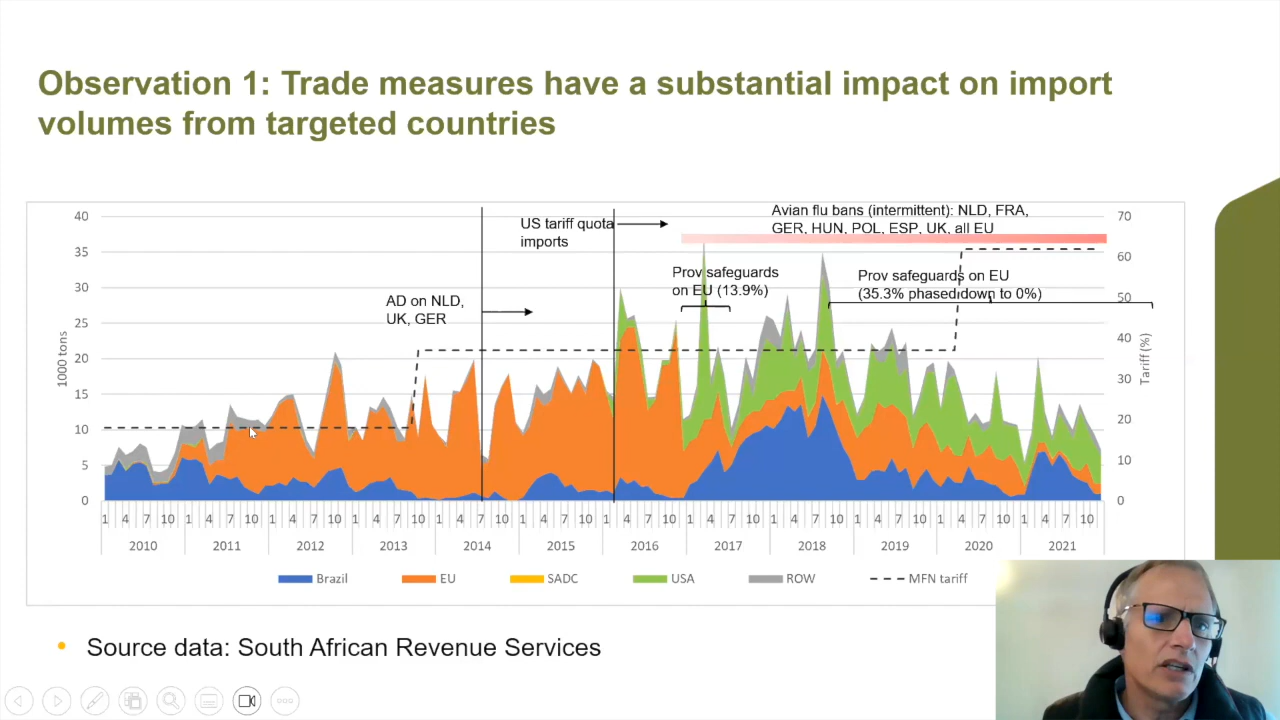 Observation 1: Trade measures have a substantial impact on import
volumes from targeted countries
40
35
30
25
20
15
10
5
0
1000 tons
70
60
50
40
30
20
10
0
Tariff (%)
AD on NLD,
UK, GER
US tariff quota
imports
Prov safeguards
on EU (13.9%)
Avian flu bans (intermittent): NLD, FRA,
GER, HUN, POL, ESP, UK, all EU
Prov safeguards on EU
(35.3% phased down to 0%)
1 4 7 10 1 4 7 10 1 4 7 10 1 4 7 10 1 4 7 10 1 4 7 10 1 4 7 10 1 4 7 10 1 4 7 10 1 4 7 10 1 4 7 10 1 4 7 10
2010 2011 2012 2013 2014 2015 2016 2017 2018 2019 2020 2021
Brazil EU SADC USA ROW MFN tariff
• Source data: South African Revenue Services